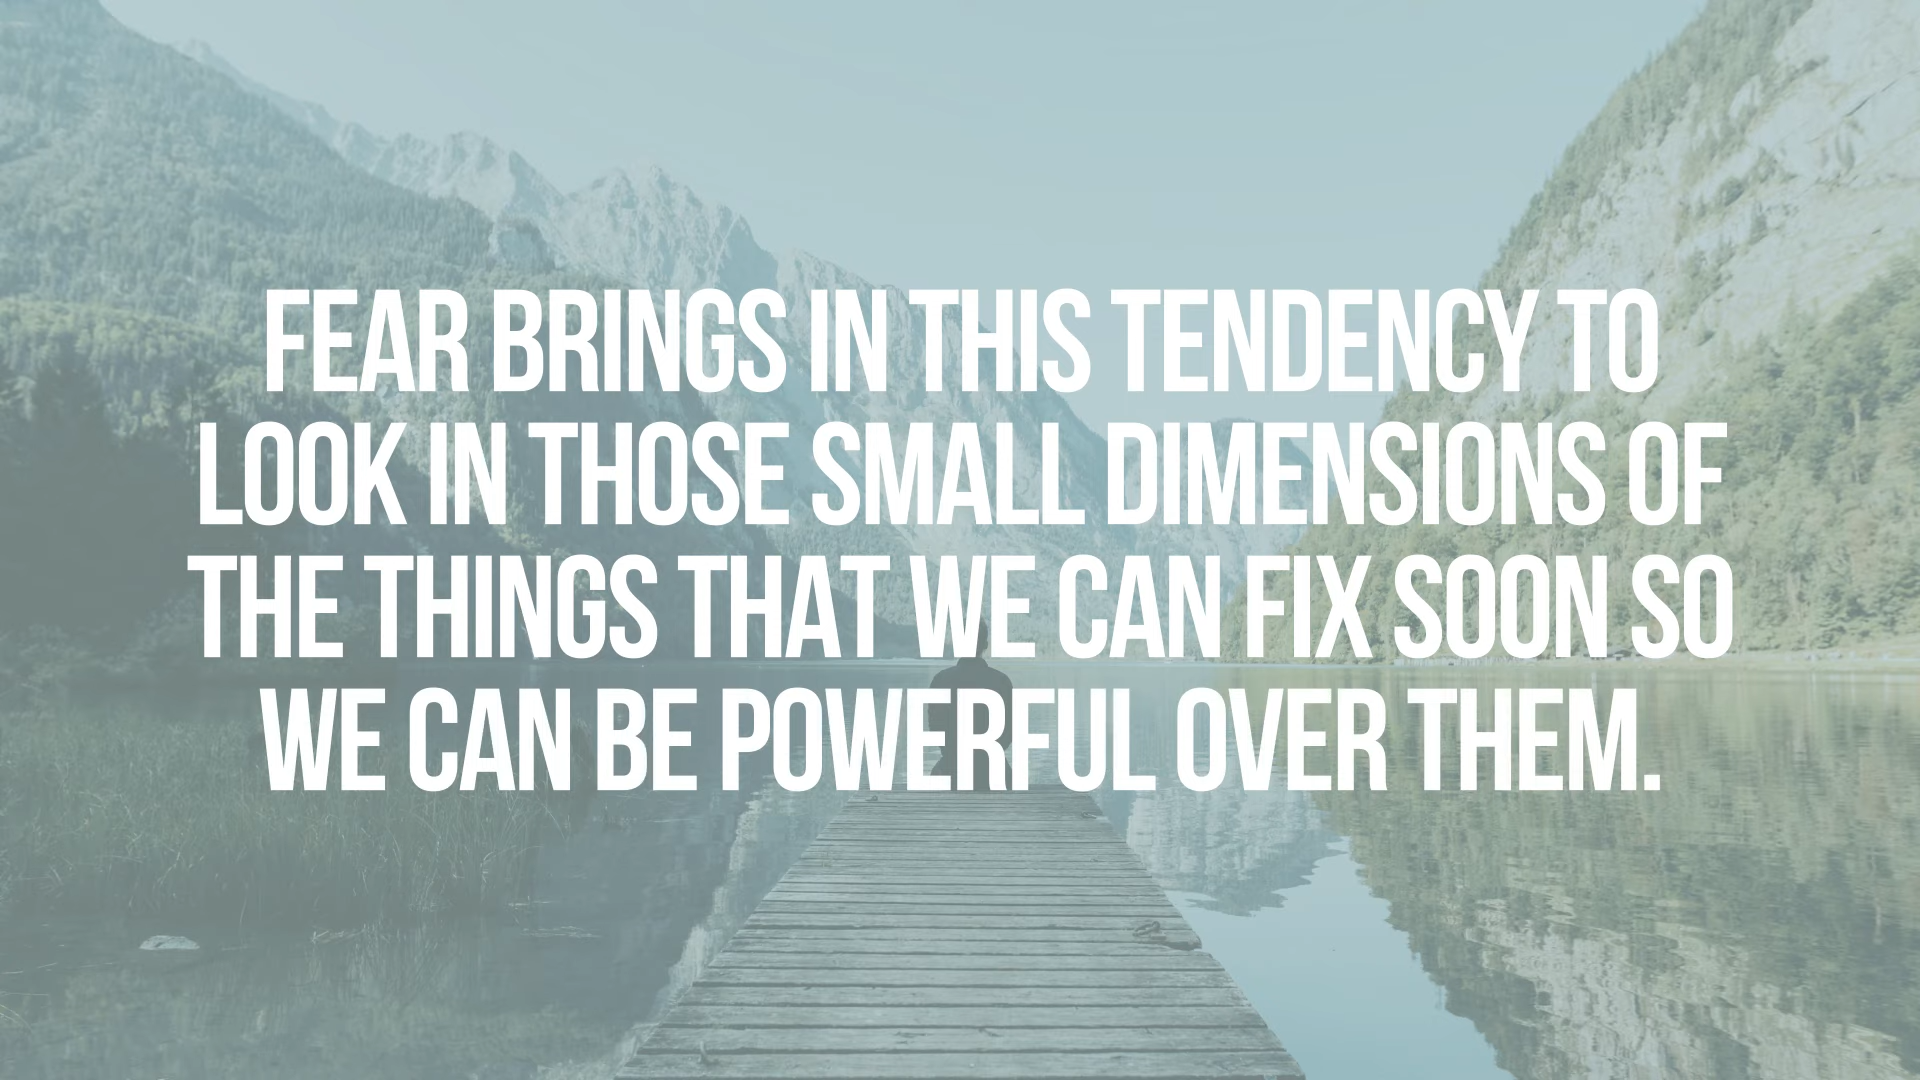 FEAR BRINGS IN THIS TENDENCY TO
LOOK IN THOSE SMALL DIMENSIONS OF
THE THINGS THAT WE CAN FIX SOON SO
WE CAN BE POWERFUL OVER THEM.